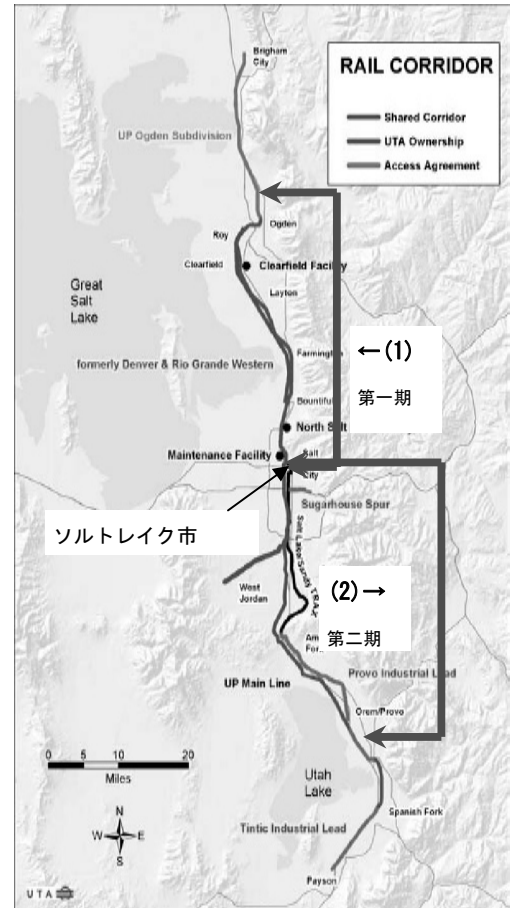 Brigham
City
RAIL CORRIDOR
Shared Corridor
UTA Ownership
Access Agreement
UP Ogden Subdivision
Ogden
Roy
Clearfield
Clearfield Facility
Layton
Great
Salt
Lake
Farmington
formerly Denver & Rio Grande Western
←(1)
第一期
Bountiful
North Salt
Maintenance Facility
Salt
City
Sugarhouse Spur
ソルトレイク市
Salt Lake/Sandy TRAX
West
Jordan
(2)→
第二期
Am
For
Provo Industrial Lead
UP Main Line
Orem/Provo
0 5 10 20
Miles
Utah
Lake
N
W E
S
Spanish Fork
Tintic Industrial Lead
Payson
UTA